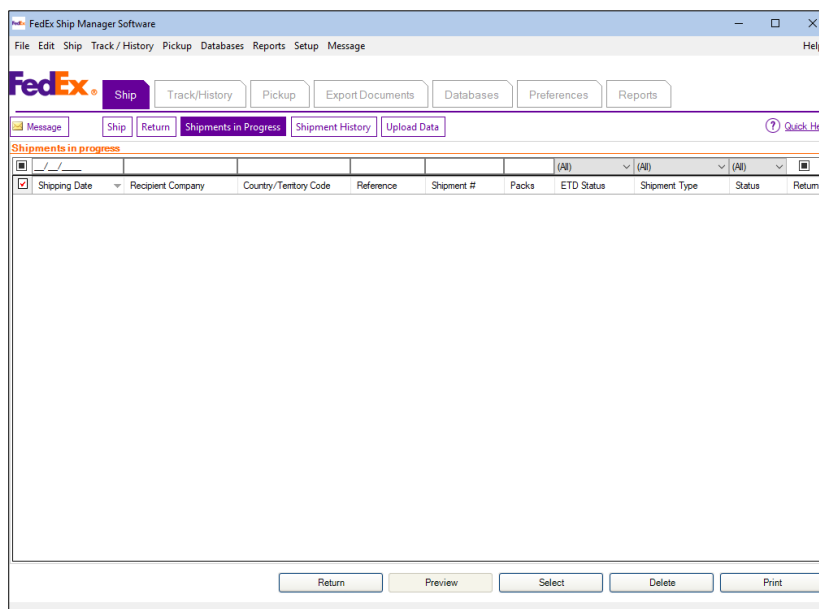 FedEx Ship Manager Software
File Edit Ship Track / History Pickup Databases Reports Setup Message Help
FedEx® Ship Track/History Pickup Export Documents Databases Preferences Reports
Message Ship Return Shipments in Progress Shipment History Upload Data ? Quick He
Shipments in progress
__/__/____ (All) (All) (All)
Shipping Date Recipient Company Country/Territory Code Reference Shipment # Packs ETD Status Shipment Type Status Return
Return Preview Select Delete Print